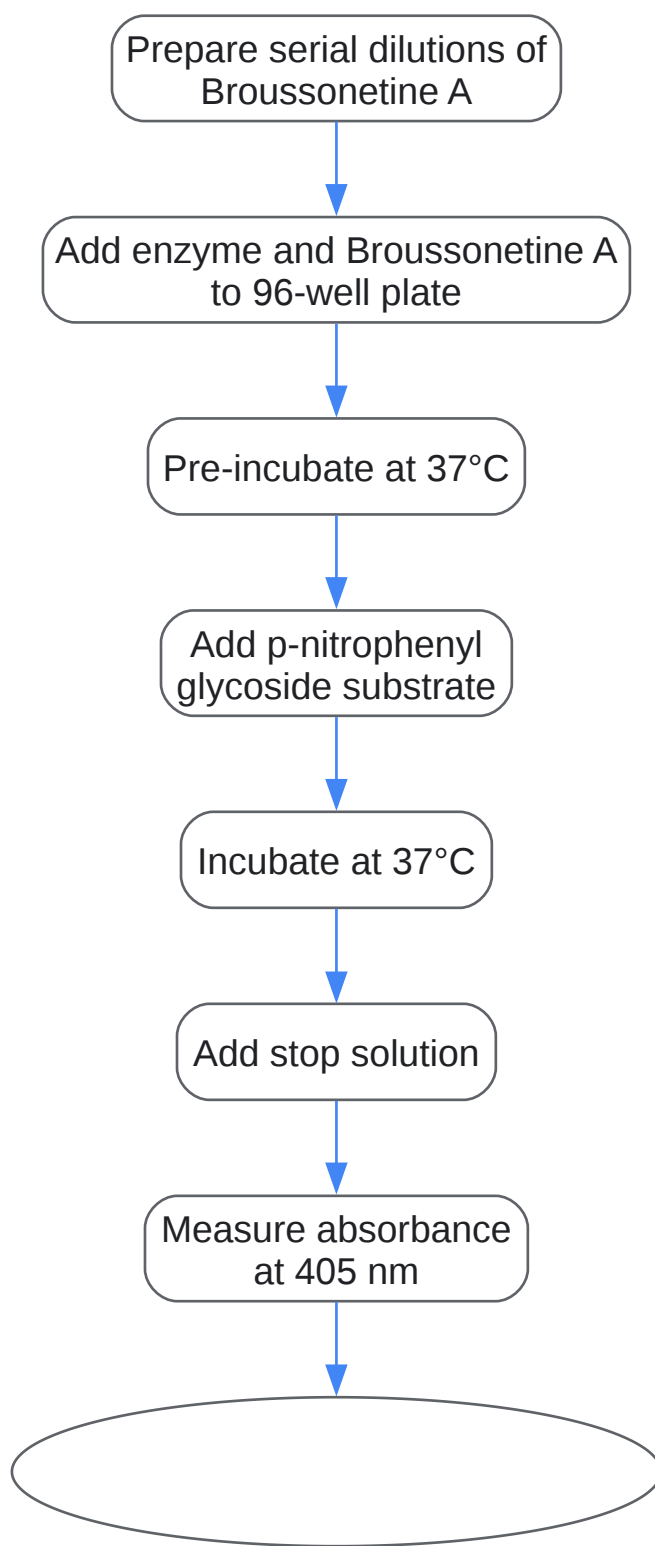 Prepare serial dilutions of
Broussonetine A
Add enzyme and Broussonetine A
to 96-well plate
Pre-incubate at 37°C
Add p-nitrophenyl
glycoside substrate
Incubate at 37°C
Add stop solution
Measure absorbance
at 405 nm